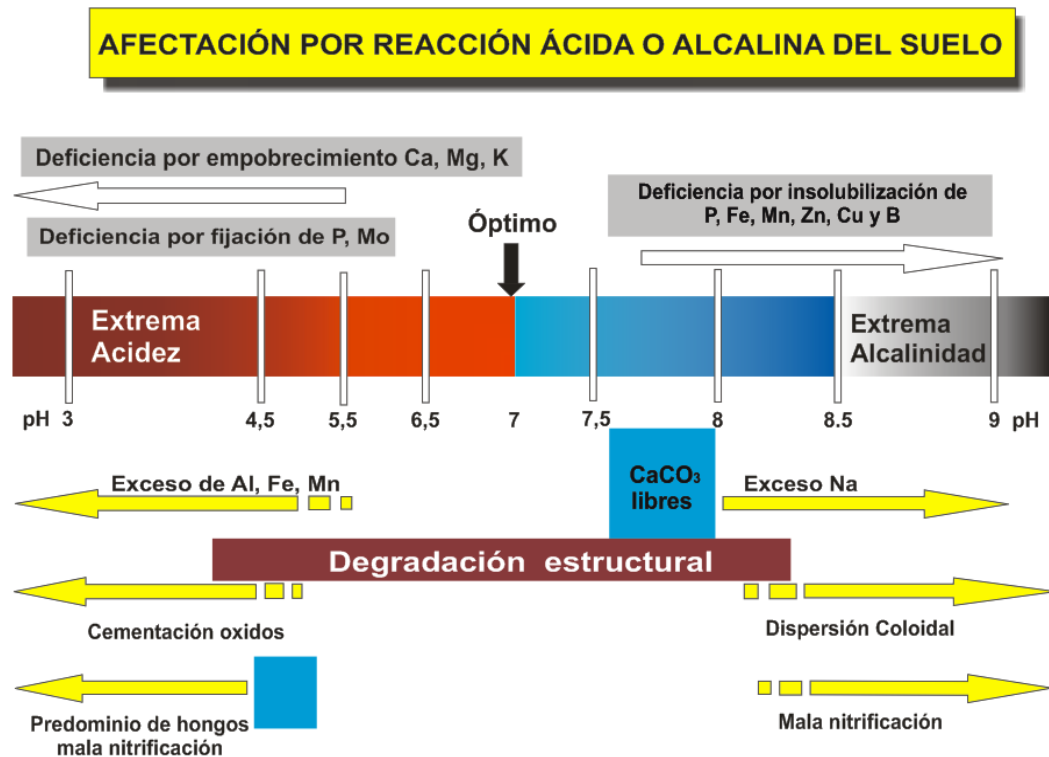 AFECTACIÓN POR REACCIÓN ÁCIDA O ALCALINA DEL SUELO
Deficiencia por empobrecimiento Ca, Mg, K
Deficiencia por fijación de P, Mo
Óptimo
Deficiencia por insolubilización de
P, Fe, Mn, Zn, Cu y B
Extrema
Acidez
Extrema
Alcalinidad
pH 3 4,5 5,5 6,5 7 7,5 8 8.5 9 pH
Exceso de Al, Fe, Mn
CaCO₃
libres
Exceso Na
Degradación estructural
Cementación oxidos
Dispersión Coloidal
Predominio de hongos
mala nitrificación
Mala nitrificación